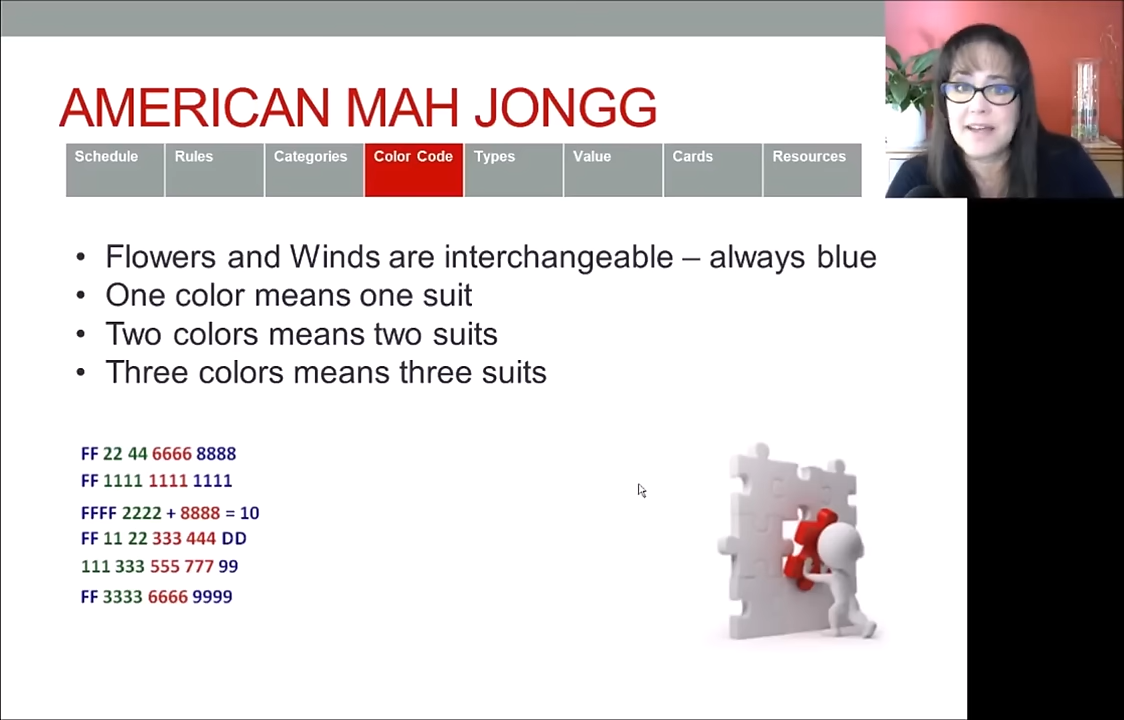 AMERICAN MAH JONGG
Schedule Rules Categories Color Code Types Value Cards Resources
• Flowers and Winds are interchangeable – always blue
• One color means one suit
• Two colors means two suits
• Three colors means three suits
FF 22 44 6666 8888
FF 1111 1111 1111
FFFF 2222 + 8888 = 10
FF 11 22 333 444 DD
111 333 555 777 99
FF 3333 6666 9999